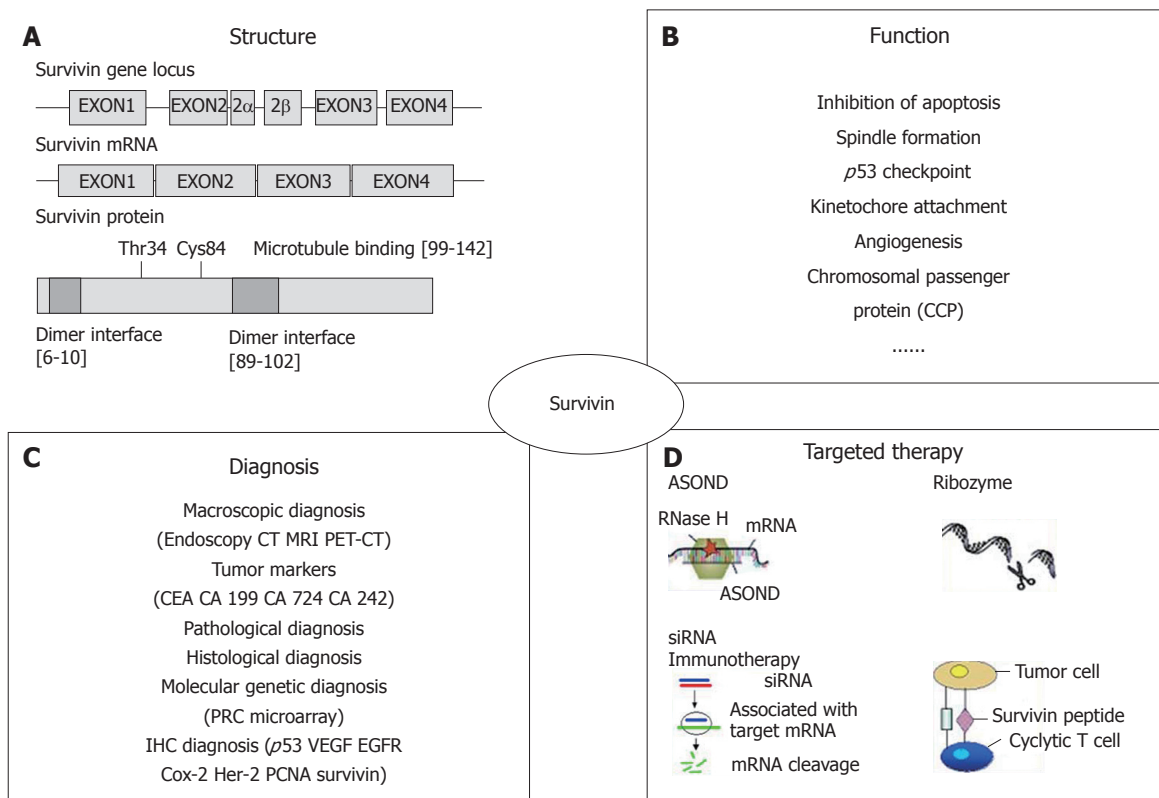 A
Structure
Survivin gene locus
EXON1 EXON2 2α 2β EXON3 EXON4
Survivin mRNA
EXON1 EXON2 EXON3 EXON4
Survivin protein
Thr34 Cys84 Microtubule binding [99-142]
Dimer interface
[6-10]
Dimer interface
[89-102]
B
Function
Inhibition of apoptosis
Spindle formation
p53 checkpoint
Kinetochore attachment
Angiogenesis
Chromosomal passenger
protein (CCP)
......
Survivin
C
Diagnosis
Macroscopic diagnosis
(Endoscopy CT MRI PET-CT)
Tumor markers
(CEA CA 199 CA 724 CA 242)
Pathological diagnosis
Histological diagnosis
Molecular genetic diagnosis
(PRC microarray)
IHC diagnosis (p53 VEGF EGFR
Cox-2 Her-2 PCNA survivin)
D
Targeted therapy
ASOND
RNase H
mRNA
ASOND
Ribozyme
siRNA
Immunotherapy
siRNA
Associated with
target mRNA
mRNA cleavage
Tumor cell
Survivin peptide
Cyclytic T cell